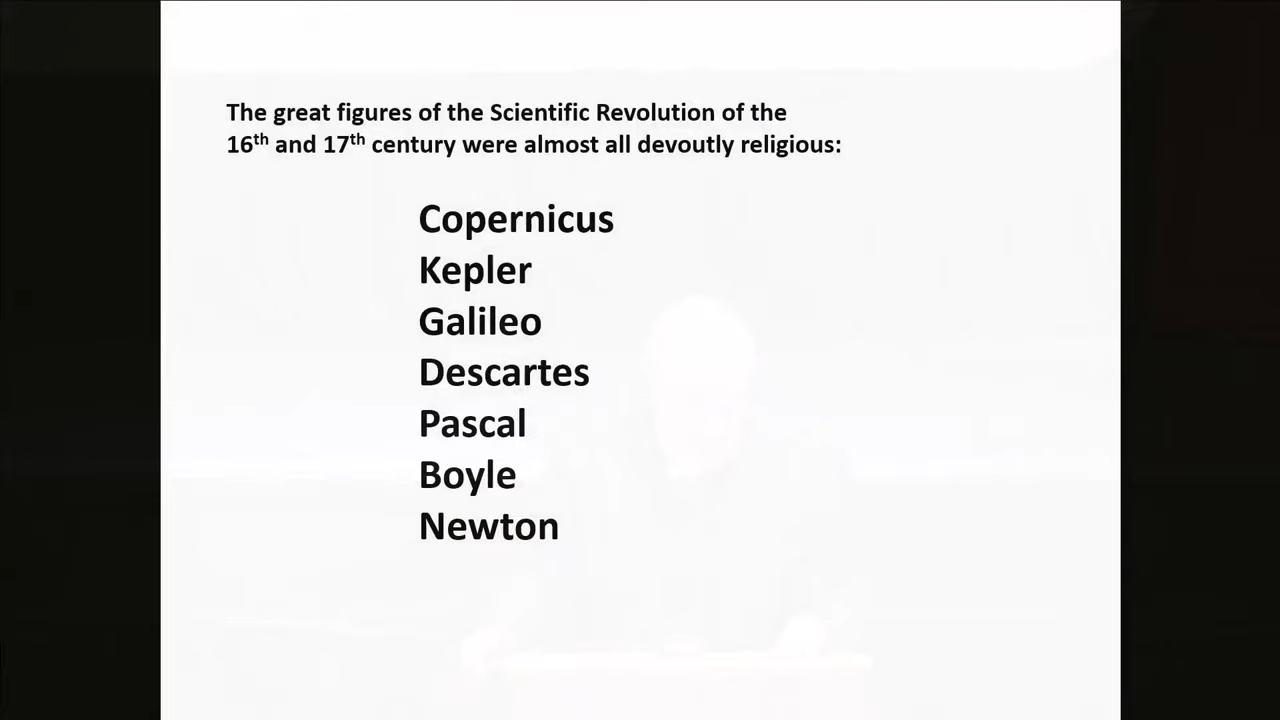 The great figures of the Scientific Revolution of the
16th and 17th century were almost all devoutly religious:
Copernicus
Kepler
Galileo
Descartes
Pascal
Boyle
Newton